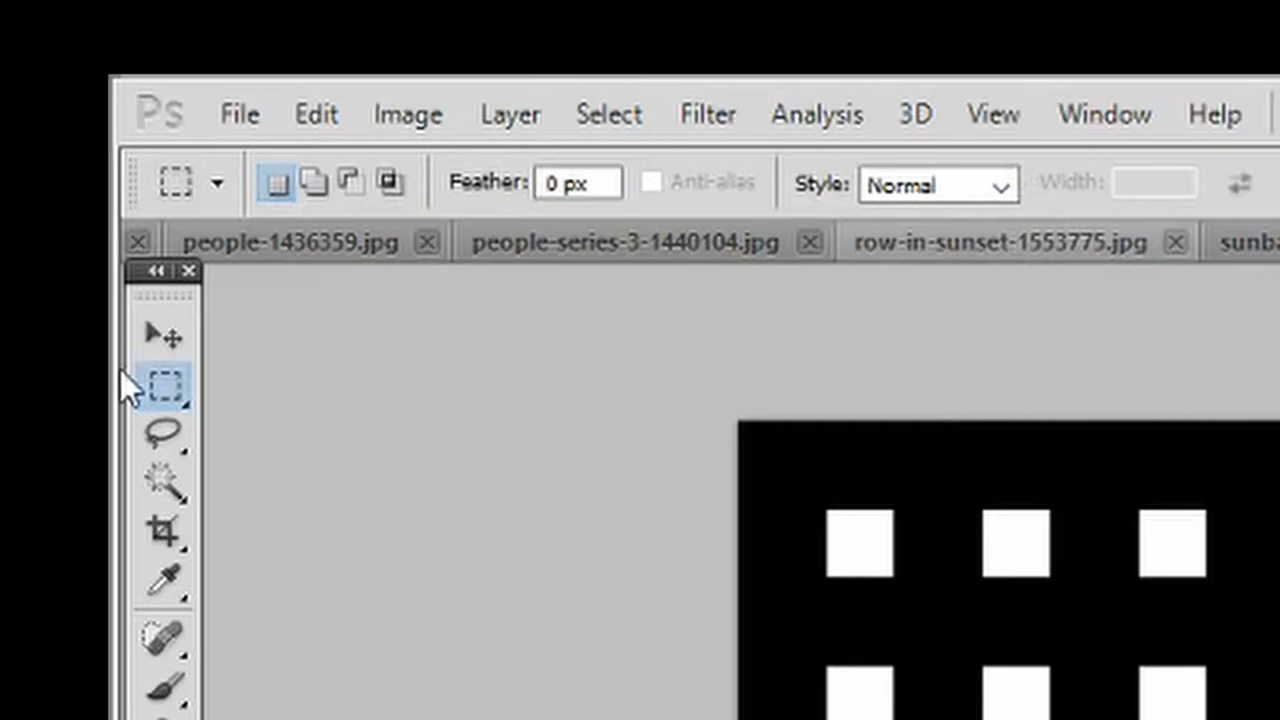 Ps File Edit Image Layer Select Filter Analysis 3D View Window Help
Feather: 0 px Anti-alias Style: Normal Width:
people-1436359.jpg people-series-3-1440104.jpg row-in-sunset-1553775.jpg sunba